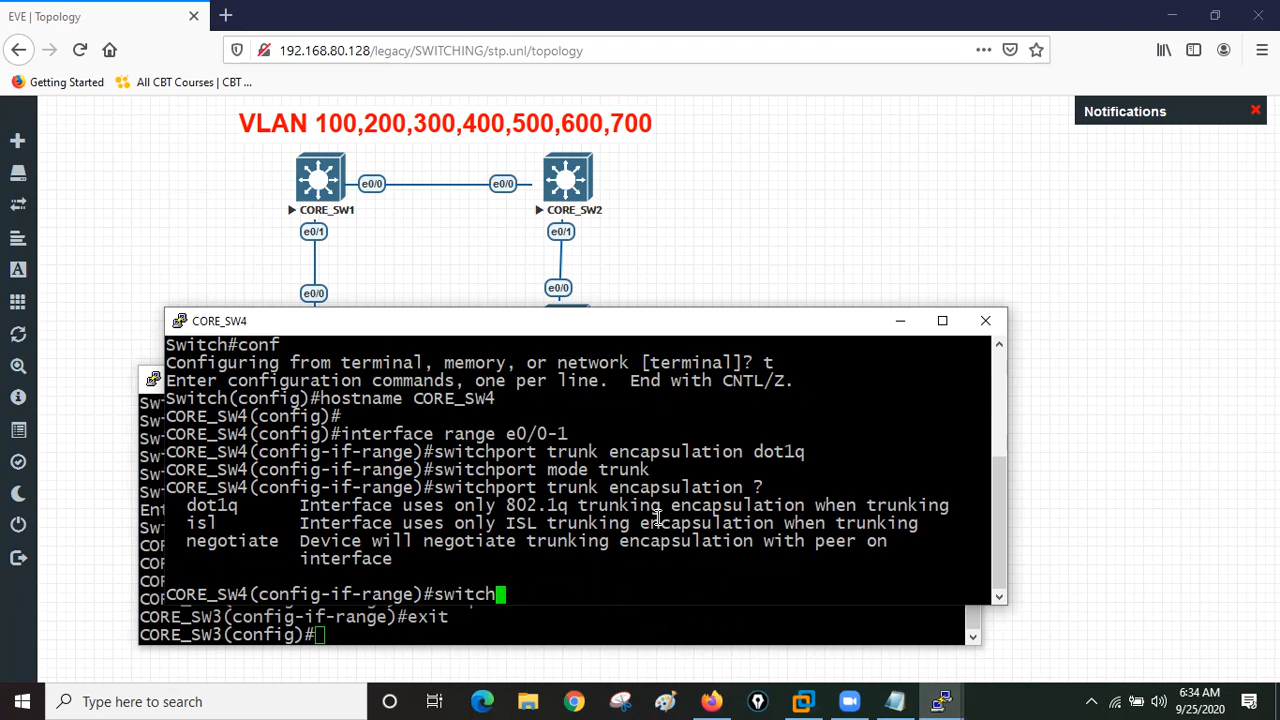 EVE | Topology
192.168.80.128/legacy/SWITCHING/stp.unl/topology
Getting Started
All CBT Courses | CBT ...
Notifications
VLAN 100,200,300,400,500,600,700
e0/0
e0/0
CORE_SW1
CORE_SW2
e0/1
e0/1
e0/0
e0/0
CORE_SW4
Switch#conf
Configuring from terminal, memory, or network [terminal]? t
Enter configuration commands, one per line.  End with CNTL/Z.
Switch(config)#hostname CORE_SW4
CORE_SW4(config)#
CORE_SW4(config)#interface range e0/0-1
CORE_SW4(config-if-range)#switchport trunk encapsulation dot1q
CORE_SW4(config-if-range)#switchport mode trunk
CORE_SW4(config-if-range)#switchport trunk encapsulation ?
dot1q      Interface uses only 802.1q trunking encapsulation when trunking
isl        Interface uses only ISL trunking encapsulation when trunking
negotiate  Device will negotiate trunking encapsulation with peer on
interface
CORE_SW4(config-if-range)#switch
CORE_SW3(config-if-range)#exit
CORE_SW3(config)#
Type here to search
6:34 AM
9/25/2020